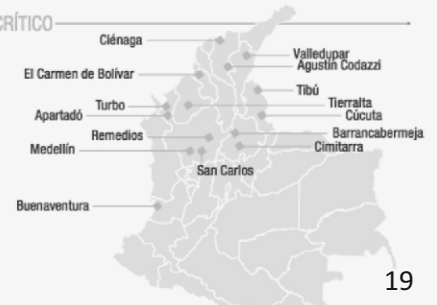 CRÍTICO
Ciénaga
Valledupar
Agustín Codazzi
El Carmen de Bolívar
Tibú
Turbo
Tierralta
Apartadó
Cúcuta
Remedios
Barrancabermeja
Medellín
Cimitarra
San Carlos
Buenaventura
19